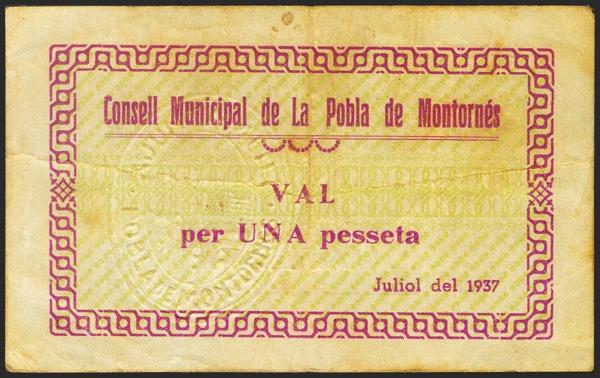 Consell Municipal de La Pobla de Montornés
VAL
per UNA pesseta
Juliol del 1937